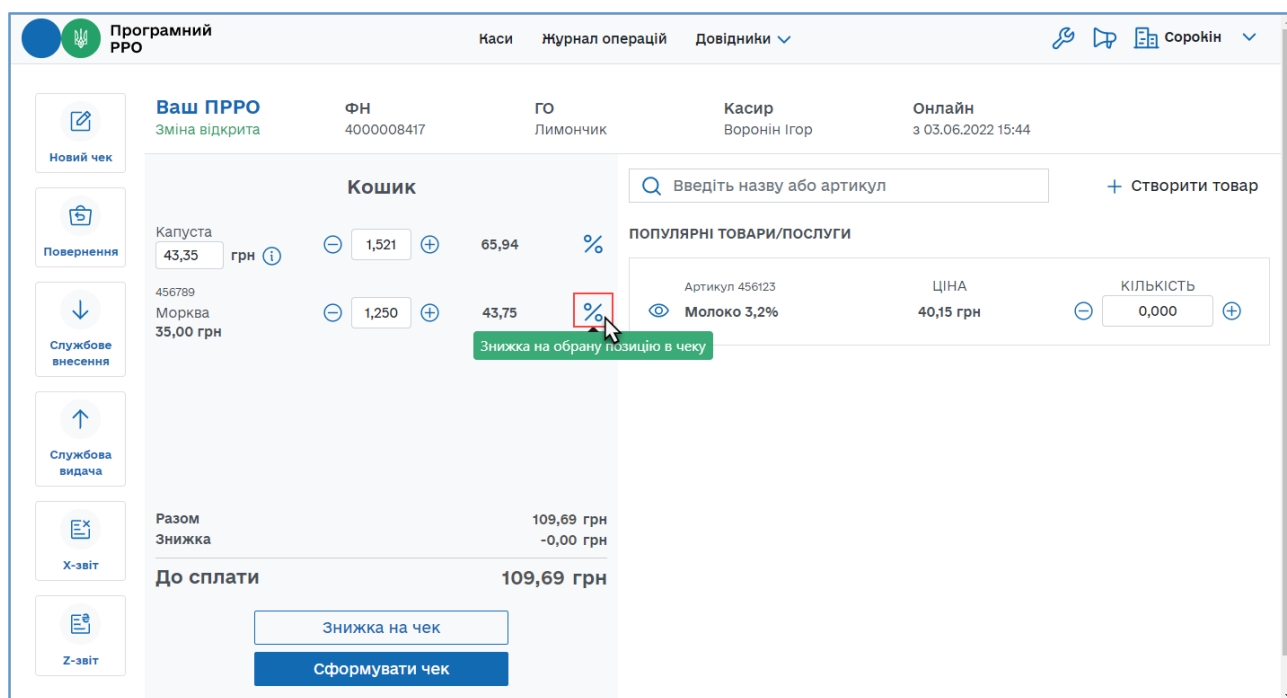 Програмний
РРО
Каси
Журнал операцій
Довідники
Сорокін
Новий чек
Повернення
Службове
внесення
Службова
видача
X-звіт
Z-звіт
Ваш ПРРО
Зміна відкрита
ФН
4000008417
ГО
Лимончик
Касир
Воронін Ігор
Онлайн
з 03.06.2022 15:44
Кошик
Капуста
43,35 грн
1,521
65,94
456789
Морква
35,00 грн
1,250
43,75
Знижка на обрану позицію в чеку
Разом 109,69 грн
Знижка -0,00 грн
До сплати 109,69 грн
Знижка на чек
Сформувати чек
Введіть назву або артикул
+ Створити товар
ПОПУЛЯРНІ ТОВАРИ/ПОСЛУГИ
Артикул 456123
Молоко 3,2%
ЦІНА
40,15 грн
КІЛЬКІСТЬ
0,000